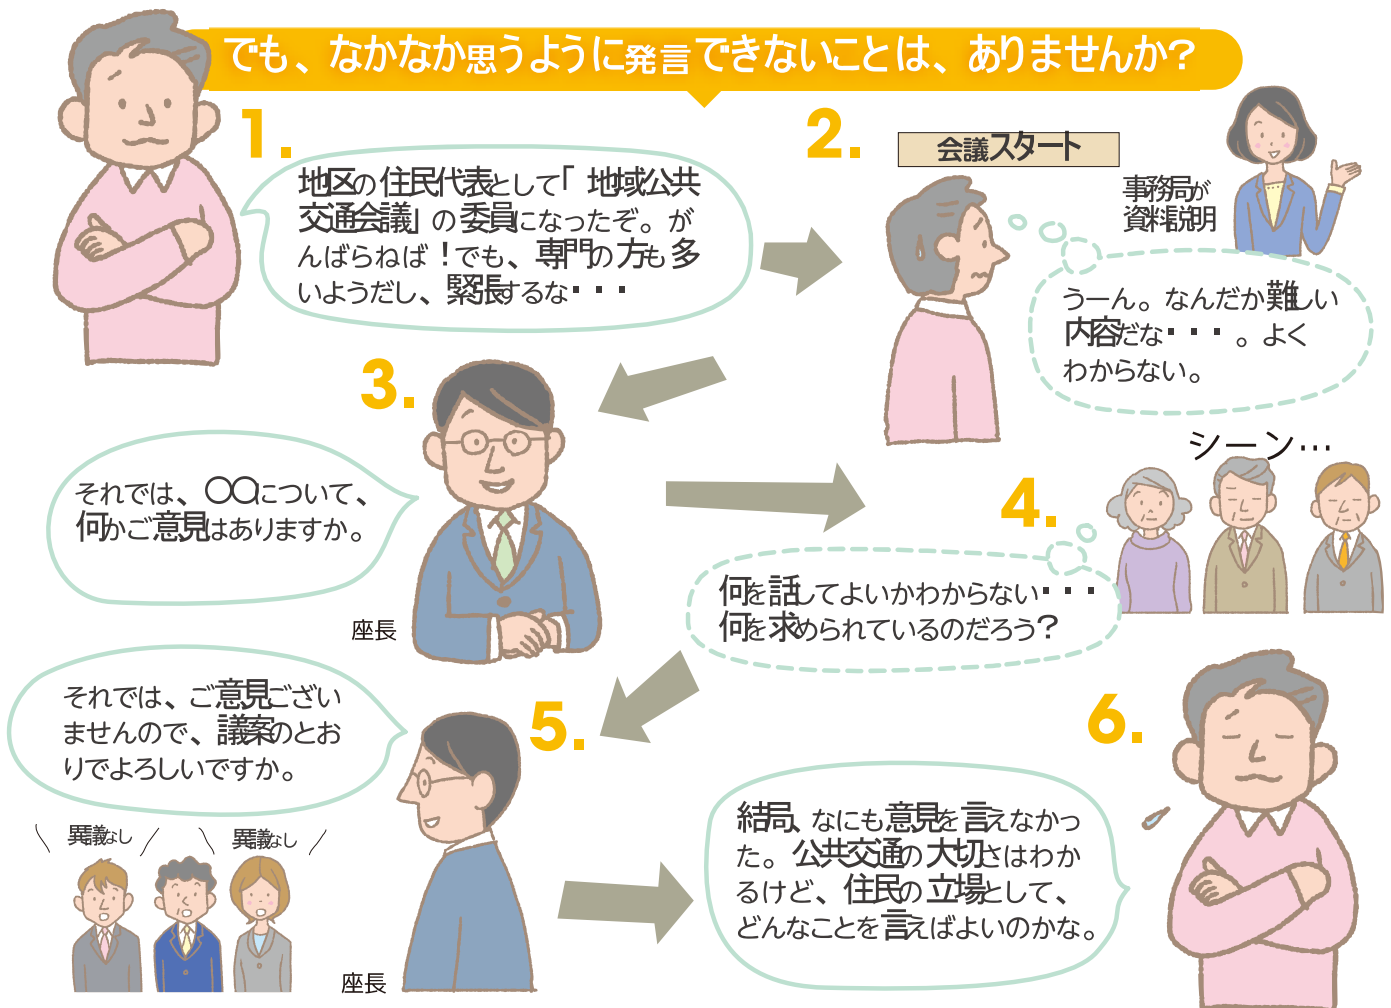 でも、なかなか思うように発言できないことは、ありませんか?
1.
地区の住民代表として「地域公共
交通会議」の委員になったぞ。が
んばらねば！でも、専門の方も多
いようだし、緊張するな・・・
2.
会議スタート
事務局が
資料説明
うーん。なんだか難しい
内容だな・・・。よく
わからない。
3.
それでは、〇〇について、
何かご意見はありますか。
座長
4.
シーン…
何を話してよいかわからない・・・
何を求められているのだろう?
5.
それでは、ご意見ござい
ませんので、議案のとお
りでよろしいですか。
異議なし
異議なし
座長
6.
結局、なにも意見を言えなかっ
た。公共交通の大切さはわか
るけど、住民の立場として、
どんなことを言えばよいのかな。